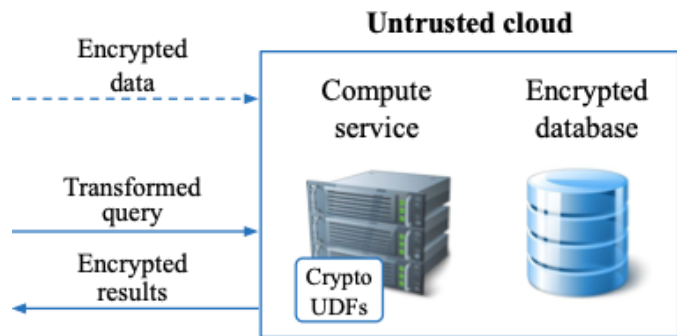 Untrusted cloud
Encrypted
data
Compute
service
Encrypted
database
Transformed
query
Encrypted
results
Crypto
UDFs